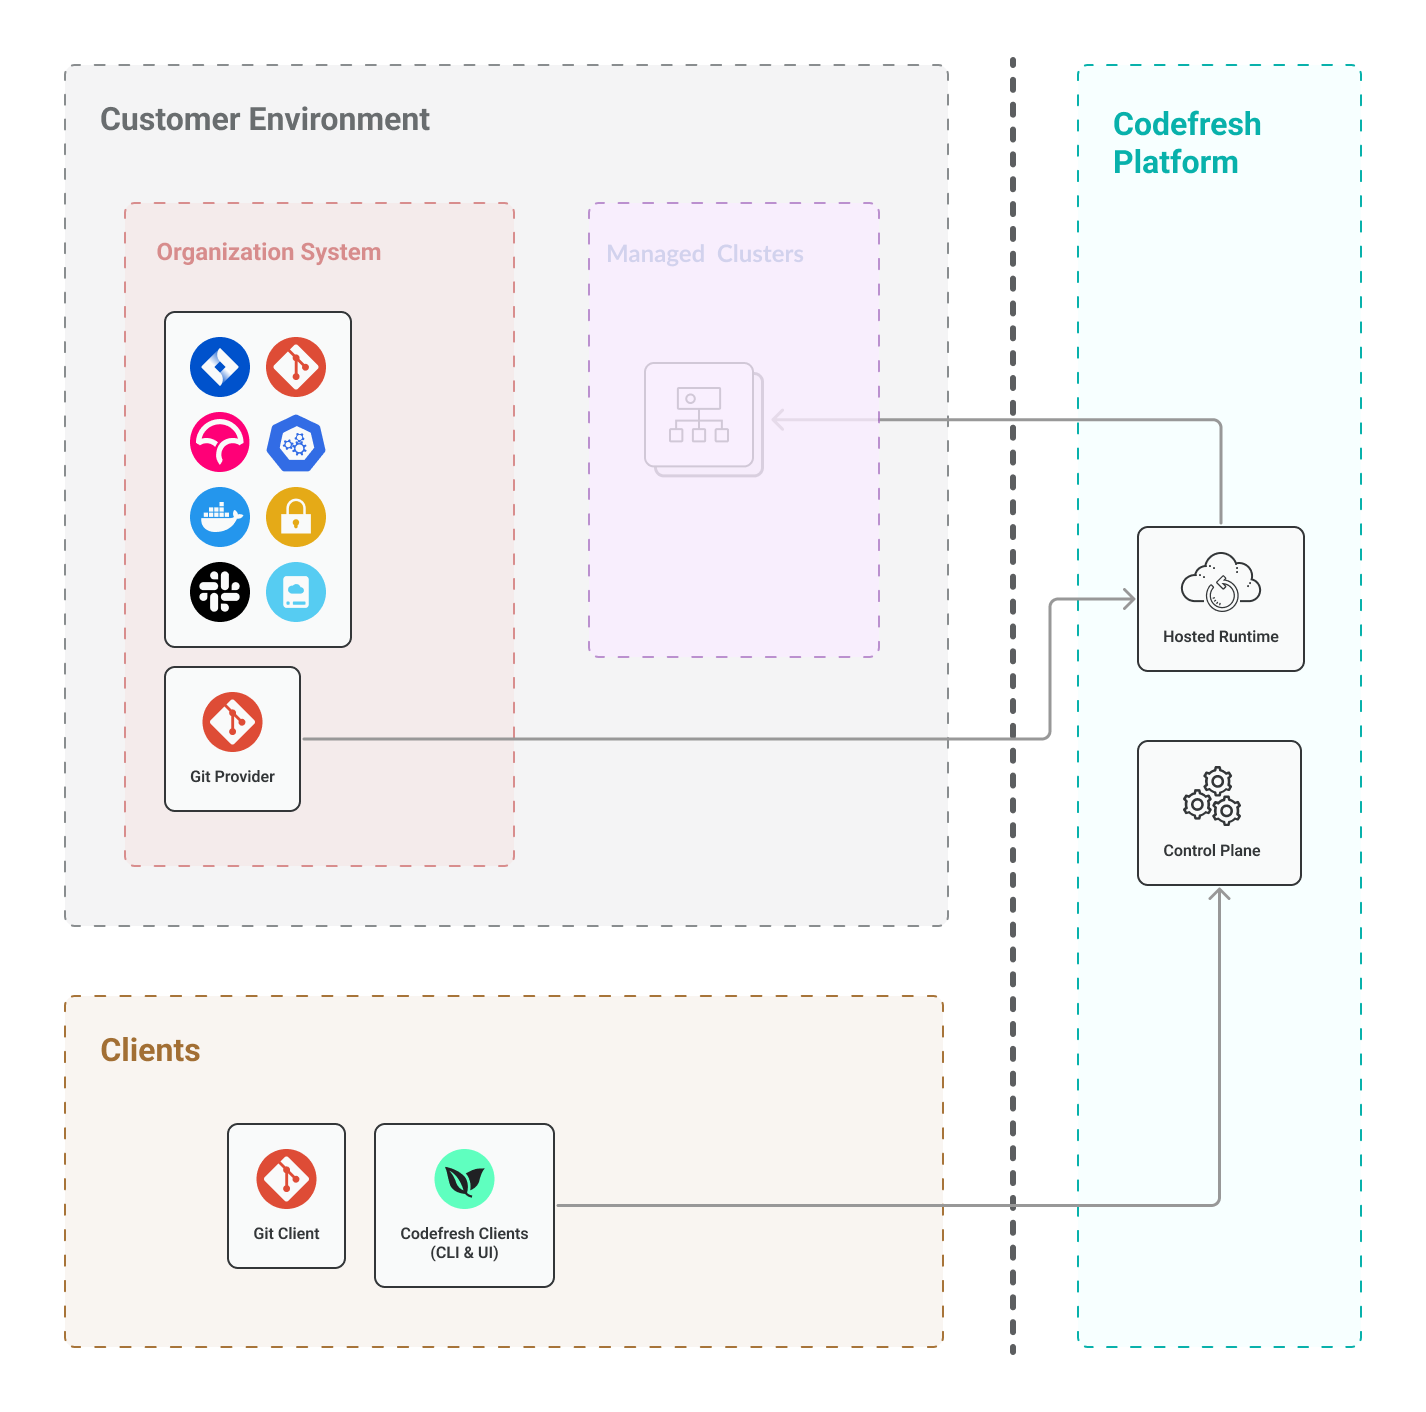 Customer Environment
Codefresh
Platform
Organization System
Managed Clusters
Hosted Runtime
Git Provider
Control Plane
Clients
Git Client
Codefresh Clients
(CLI & UI)